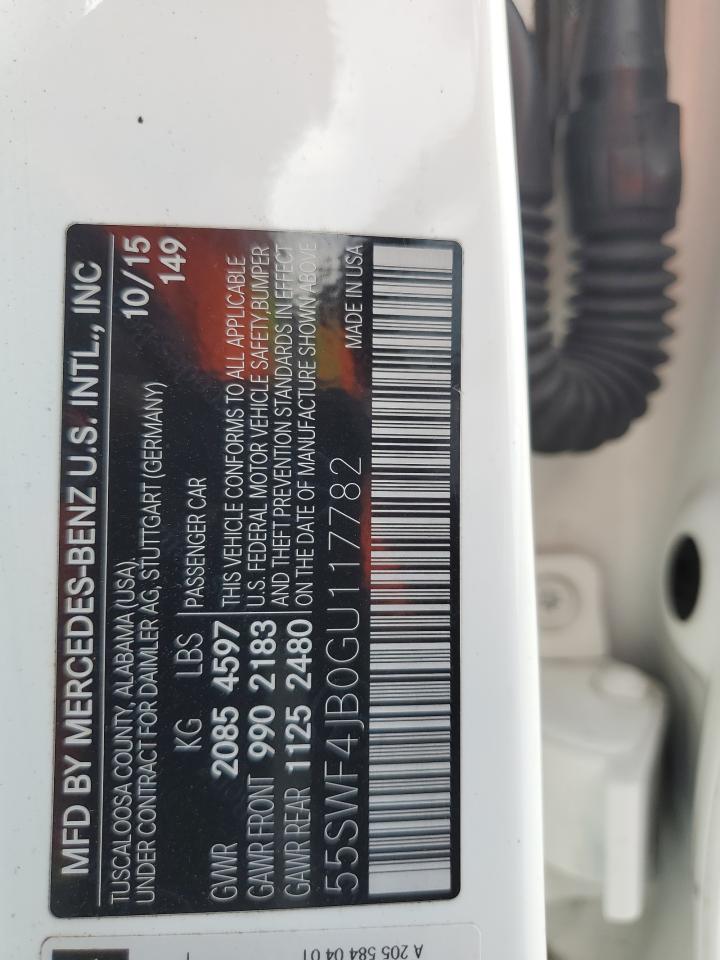 MFD BY MERCEDES-BENZ U.S. INTL., INC
TUSCALOOSA COUNTY, ALABAMA (USA)
10/15
UNDER CONTRACT FOR DAIMLER AG, STUTTGART (GERMANY)
149
KG LBS PASSENGER CAR
GVWR 2085 4597
THIS VEHICLE CONFORMS TO ALL APPLICABLE
GAWR FRONT 990 2183
U.S. FEDERAL MOTOR VEHICLE SAFETY,BUMPER
AND THEFT PREVENTION STANDARDS IN EFFECT
GAWR REAR 1125 2480
ON THE DATE OF MANUFACTURE SHOWN ABOVE
55SWF4JB0GU117782 MADE IN USA
A 205 584 04 01